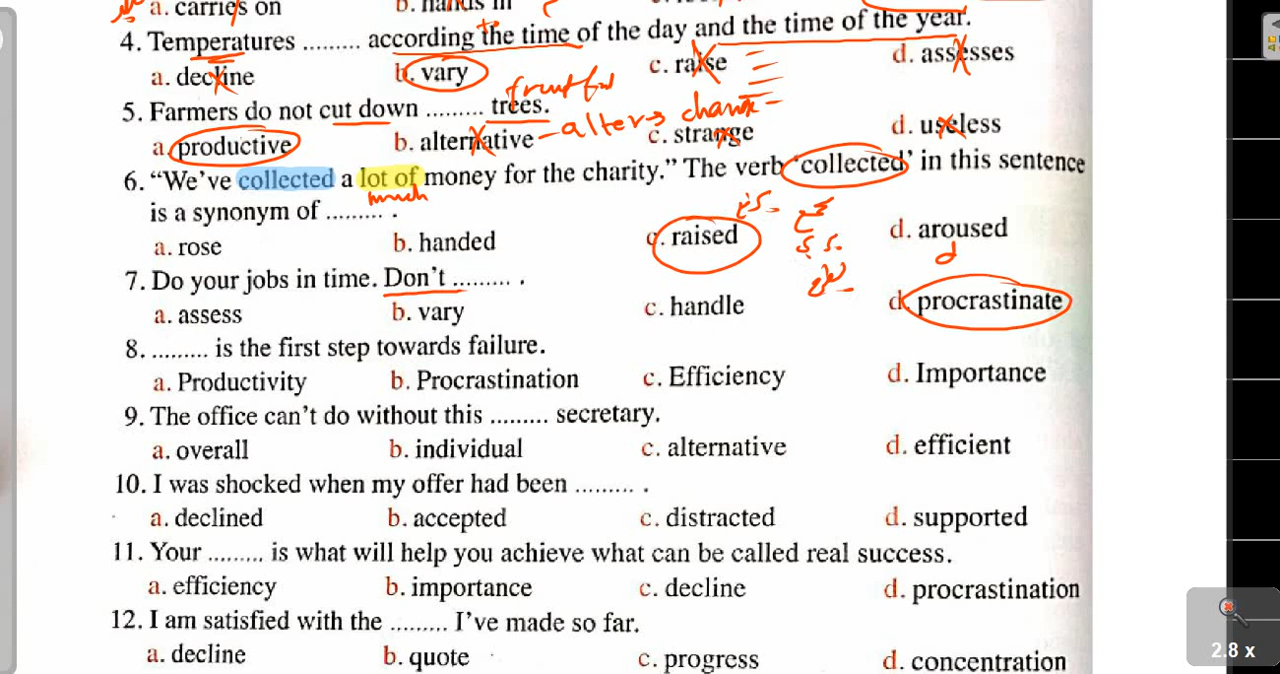 a. carries on b. hands in
4. Temperatures ......... according to the time of the day and the time of the year.
a. decline b. vary c. raise d. assesses
fruitful
5. Farmers do not cut down ......... trees.
a. productive b. alternative – alter → change c. strange d. useless
6. “We’ve collected a lot of money for the charity.” The verb ‘collected’ in this sentence
much
is a synonym of ......... .
a. rose b. handed c. raised d. aroused
d
7. Do your jobs in time. Don’t ......... .
a. assess b. vary c. handle d. procrastinate
8. ......... is the first step towards failure.
a. Productivity b. Procrastination c. Efficiency d. Importance
9. The office can’t do without this ......... secretary.
a. overall b. individual c. alternative d. efficient
10. I was shocked when my offer had been ......... .
a. declined b. accepted c. distracted d. supported
11. Your ......... is what will help you achieve what can be called real success.
a. efficiency b. importance c. decline d. procrastination
12. I am satisfied with the ......... I’ve made so far.
a. decline b. quote c. progress d. concentration
2.8 x